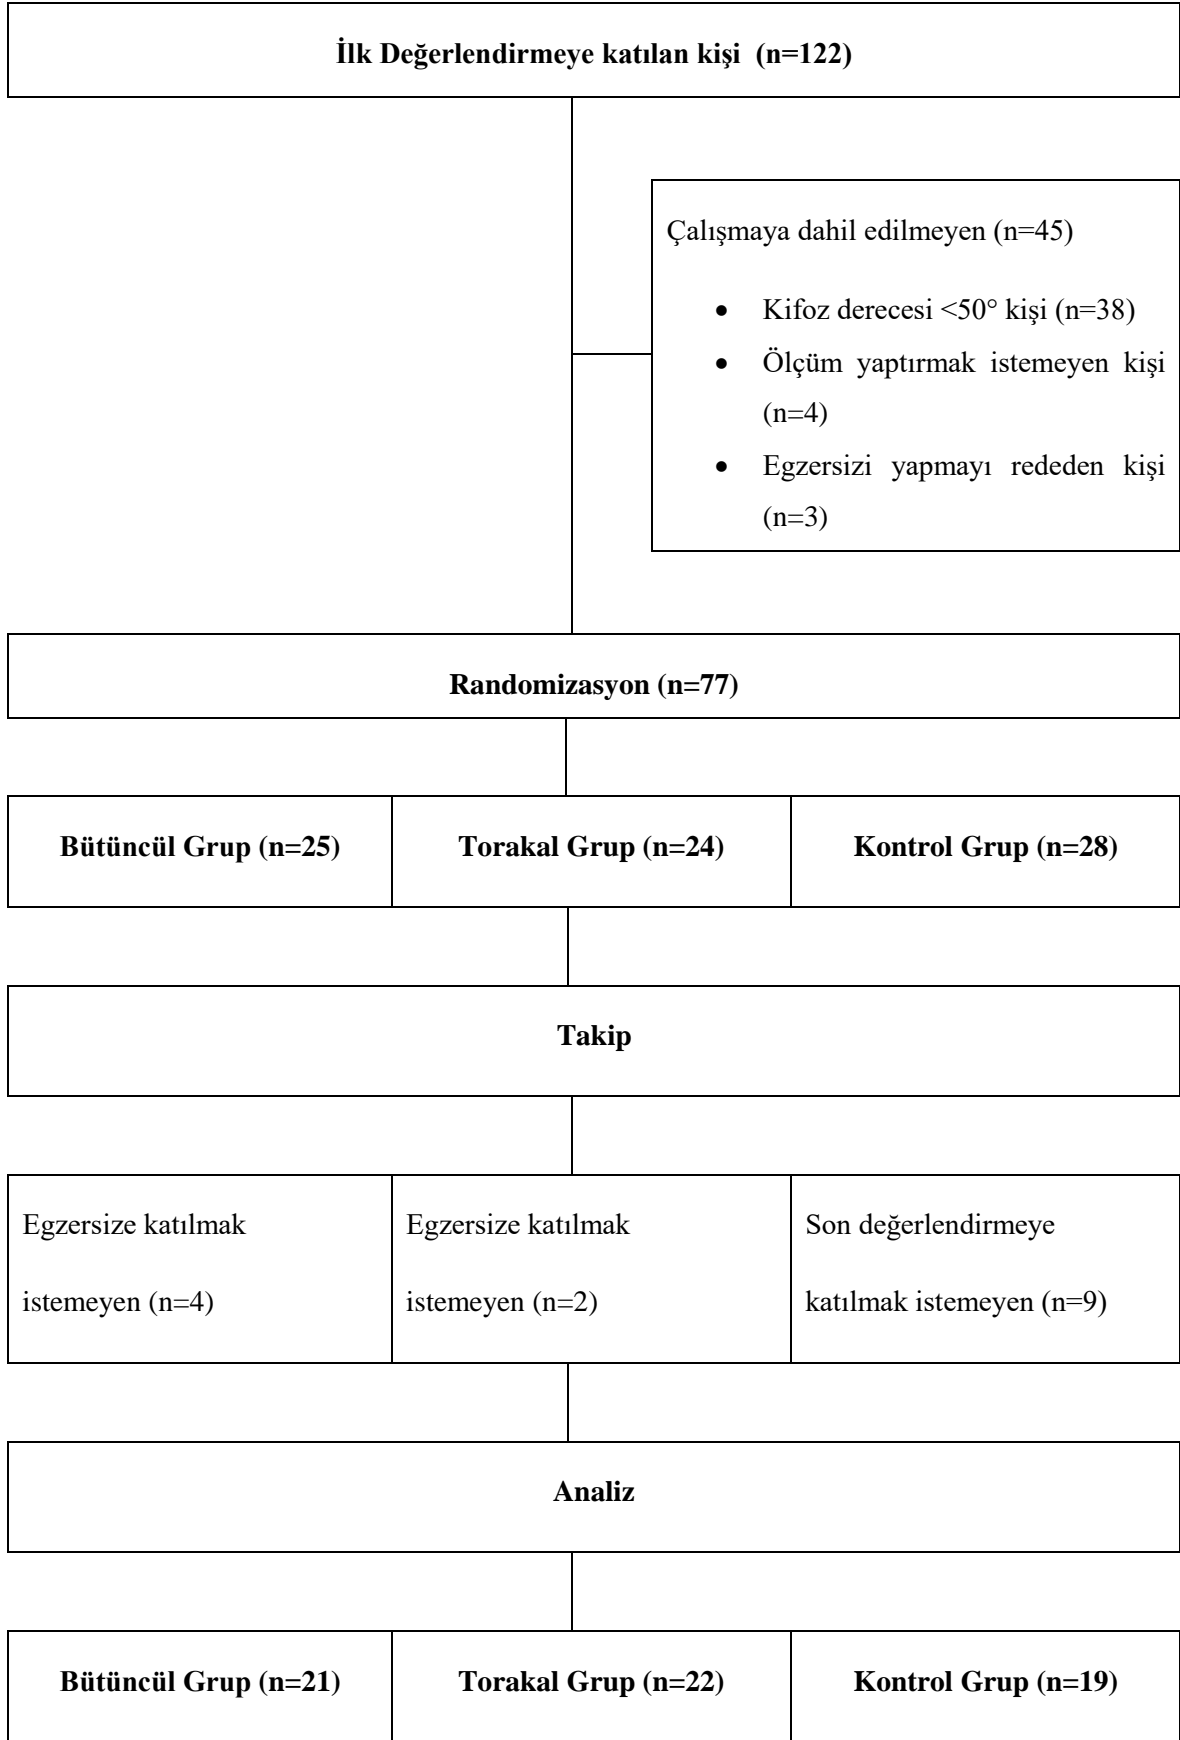 İlk Değerlendirmeye katılan kişi (n=122)
Çalışmaya dahil edilmeyen (n=45)
• Kifoz derecesi <50° kişi (n=38)
• Ölçüm yaptırmak istemeyen kişi
(n=4)
• Egzersizi yapmayı rededen kişi
(n=3)
Randomizasyon (n=77)
Bütüncül Grup (n=25)
Torakal Grup (n=24)
Kontrol Grup (n=28)
Takip
Egzersize katılmak
istemeyen (n=4)
Egzersize katılmak
istemeyen (n=2)
Son değerlendirmeye
katılmak istemeyen (n=9)
Analiz
Bütüncül Grup (n=21)
Torakal Grup (n=22)
Kontrol Grup (n=19)